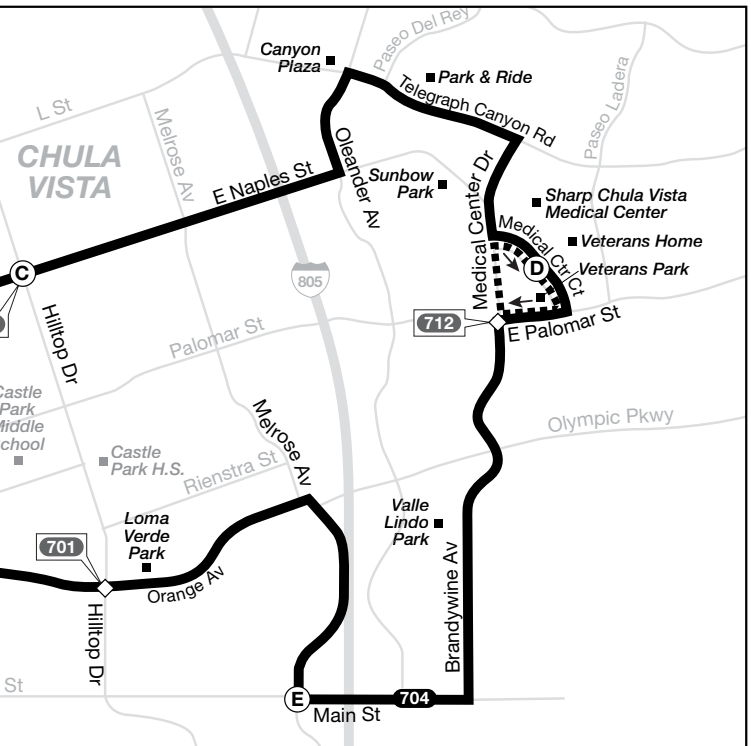 Canyon
Plaza
Paseo Del Rey
Park & Ride
Telegraph Canyon Rd
Paseo Ladera
L St
Melrose Av
CHULA
VISTA
E Naples St
Oleander Av
Sunbow
Park
Medical Center Dr
Sharp Chula Vista
Medical Center
Medical Ctr Ct
Veterans Home
Veterans Park
C
D
805
Hilltop Dr
Palomar St
712
E Palomar St
Castle
Park
Middle
School
Castle
Park H.S.
Melrose Av
Rienstra St
Olympic Pkwy
Loma
Verde
Park
701
Valle
Lindo
Park
Orange Av
Hilltop Dr
Brandywine Av
St
E
704
Main St